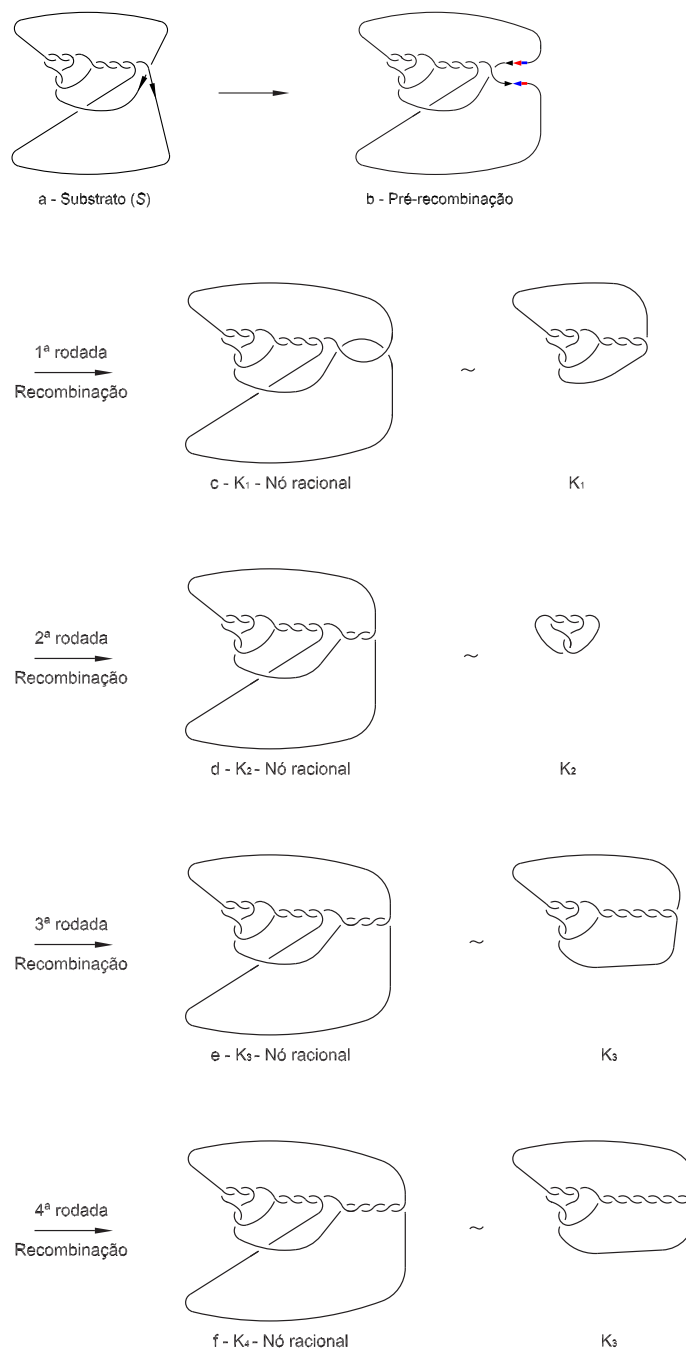 a - Substrato (S)
b - Pré-recombinação
1ª rodada
Recombinação
~
c - K₁ - Nó racional
K₁
2ª rodada
Recombinação
~
d - K₂ - Nó racional
K₂
3ª rodada
Recombinação
~
e - K₃ - Nó racional
K₃
4ª rodada
Recombinação
~
f - K₄ - Nó racional
K₃